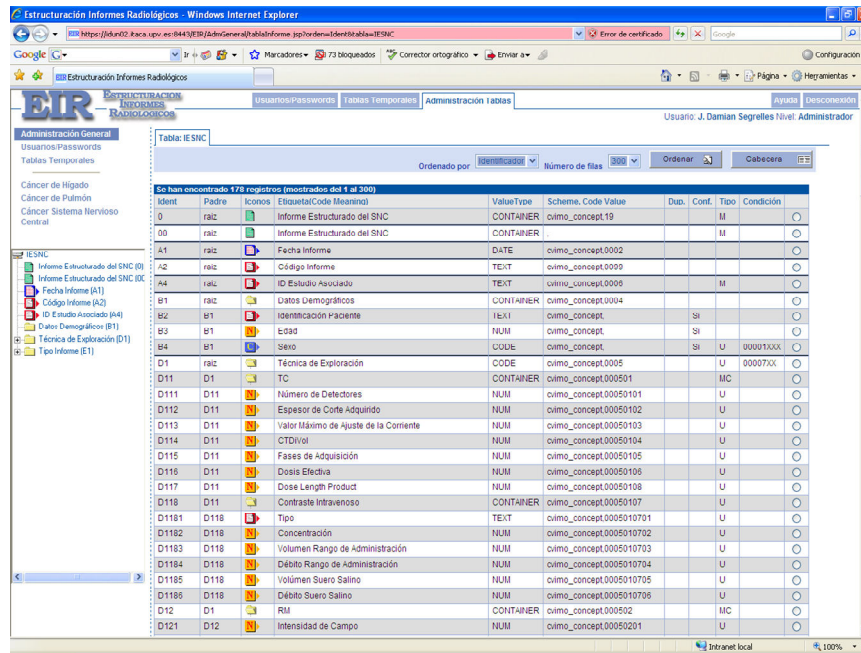 Estructuración Informes Radiológicos - Windows Internet Explorer
https://idun02.itaca.upv.es:8443/EIR/AdmGeneral/tablaInforme.jsp?orden=Ident&tabla=IESNC Error de certificado Google
Google Ir Marcadores 73 bloqueados Corrector ortográfico Enviar a Configuración
EIR Estructuración Informes Radiológicos Página Herramientas
EIR ESTRUCTURACION INFORMES RADIOLOGICOS
Usuarios/Passwords Tablas Temporales Administración Tablas Ayuda Desconexión
Usuario: J. Damian Segrelles Nivel: Administrador
Administración General
Usuarios/Passwords
Tablas Temporales
Cáncer de Hígado
Cáncer de Pulmón
Cáncer Sistema Nervioso
Central
IESNC
Informe Estructurado del SNC (0)
Informe Estructurado del SNC (00
Fecha Informe (A1)
Código Informe (A2)
ID Estudio Asociado (A4)
Datos Demográficos (B1)
Técnica de Exploración (D1)
Tipo Informe (E1)
Tabla: IESNC
Ordenado por Identificador Número de filas 300 Ordenar Cabecera
Se han encontrado 178 registros (mostrados del 1 al 300)
Ident Padre Iconos Etiqueta(Code Meaning) ValueType Scheme. Code Value Dup. Conf. Tipo Condición
0 raiz Informe Estructurado del SNC CONTAINER cvimo_concept,19 M
00 raiz Informe Estructurado del SNC CONTAINER , M
A1 raiz Fecha Informe DATE cvimo_concept,0002
A2 raiz Código Informe TEXT cvimo_concept,0009
A4 raiz ID Estudio Asociado TEXT cvimo_concept,0006 M
B1 raiz Datos Demográficos CONTAINER cvimo_concept,0004
B2 B1 Identificación Paciente TEXT cvimo_concept, Si
B3 B1 N Edad NUM cvimo_concept, Si
B4 B1 C Sexo CODE cvimo_concept, Si U 00001XXX
D1 raiz Técnica de Exploración CODE cvimo_concept,0005 U 00007XX
D11 D1 TC CONTAINER cvimo_concept,000501 MC
D111 D11 N Número de Detectores NUM cvimo_concept,00050101 U
D112 D11 N Espesor de Corte Adquirido NUM cvimo_concept,00050102 U
D113 D11 N Valor Máximo de Ajuste de la Corriente NUM cvimo_concept,00050103 U
D114 D11 N CTDIVol NUM cvimo_concept,00050104 U
D115 D11 N Fases de Adquisición NUM cvimo_concept,00050105 U
D116 D11 N Dosis Efectiva NUM cvimo_concept,00050106 U
D117 D11 N Dose Length Product NUM cvimo_concept,00050108 U
D118 D11 Contraste Intravenoso CONTAINER cvimo_concept,00050107 U
D1181 D118 Tipo TEXT cvimo_concept,0005010701 U
D1182 D118 N Concentración NUM cvimo_concept,0005010702 U
D1183 D118 N Volumen Rango de Administración NUM cvimo_concept,0005010703 U
D1184 D118 N Débito Rango de Administración NUM cvimo_concept,0005010704 U
D1185 D118 N Volúmen Suero Salino NUM cvimo_concept,0005010705 U
D1186 D118 N Débito Suero Salino NUM cvimo_concept,0005010706 U
D12 D1 RM CONTAINER cvimo_concept,000502 MC
D121 D12 N Intensidad de Campo NUM cvimo_concept,00050201 U
Intranet local 100%